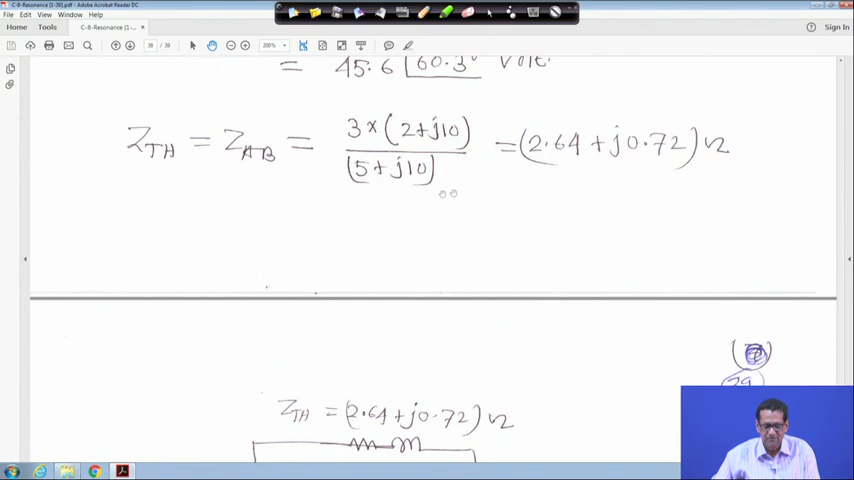 C-8-Resonance [1-39].pdf - Adobe Acrobat Reader DC
File Edit View Window Help
Home Tools C-8-Resonance [1-... ×
Sign In
38 / 39 200%
= 45.6 ∠60.3° Volt.
Z_TH = Z_AB = 3×(2+j10) / (5+j10) = (2.64 + j0.72) Ω
(7)
29
Z_TH = (2.64 + j0.72) Ω